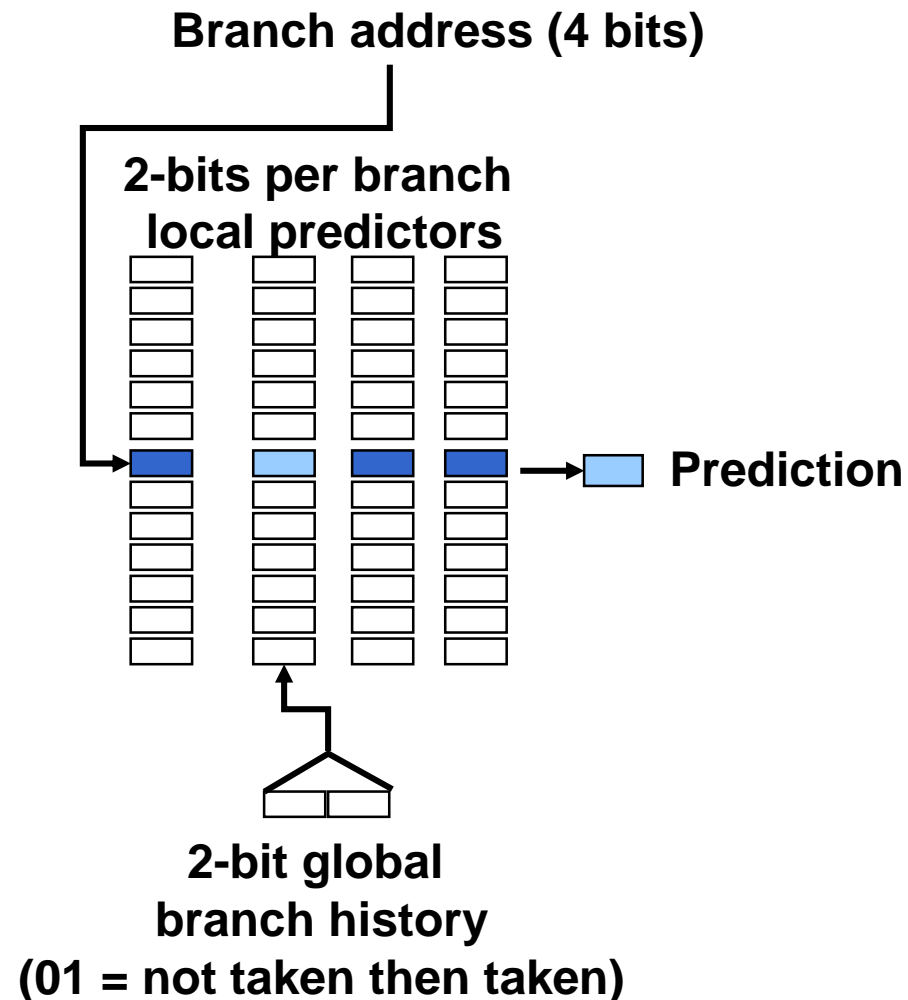 Branch address (4 bits)
2-bits per branch
local predictors
Prediction
2-bit global
branch history
(01 = not taken then taken)